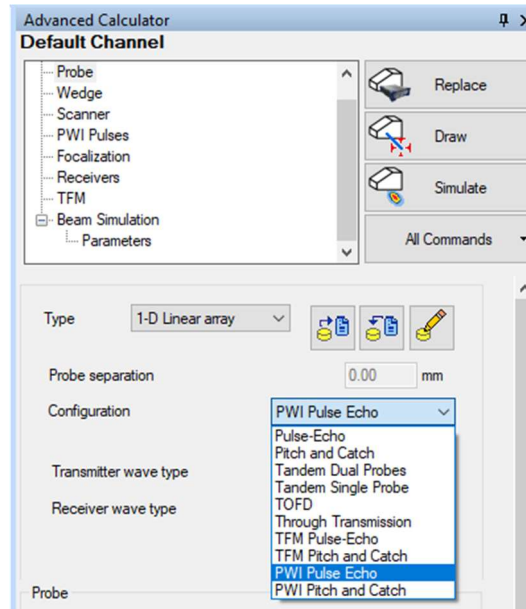 Advanced Calculator
Default Channel
Probe
Wedge
Scanner
PWI Pulses
Focalization
Receivers
TFM
Beam Simulation
Parameters
Replace
Draw
Simulate
All Commands
Type 1-D Linear array
Probe separation 0.00 mm
Configuration PWI Pulse Echo
Pulse-Echo
Pitch and Catch
Tandem Dual Probes
Tandem Single Probe
TOFD
Through Transmission
TFM Pulse-Echo
TFM Pitch and Catch
PWI Pulse Echo
PWI Pitch and Catch
Transmitter wave type
Receiver wave type
Probe